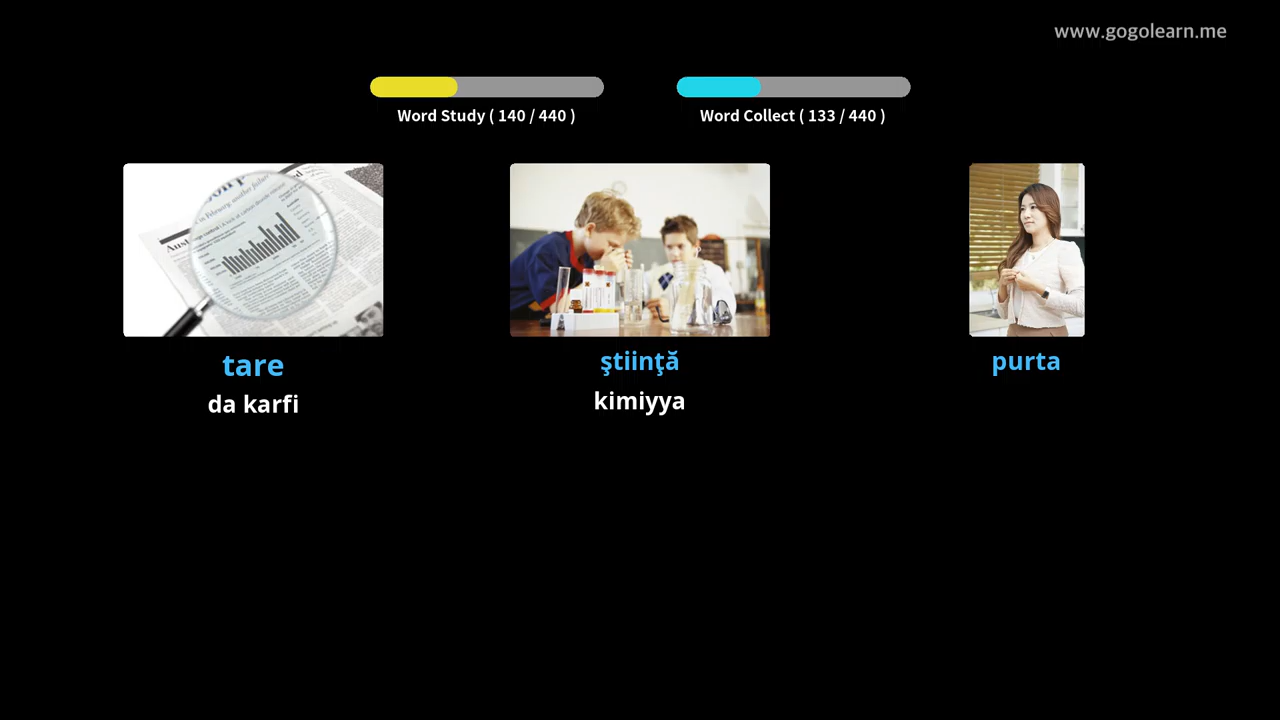 www.gogolearn.me
Word Study ( 140 / 440 )
Word Collect ( 133 / 440 )
tare
da karfi
ştiinţă
kimiyya
purta